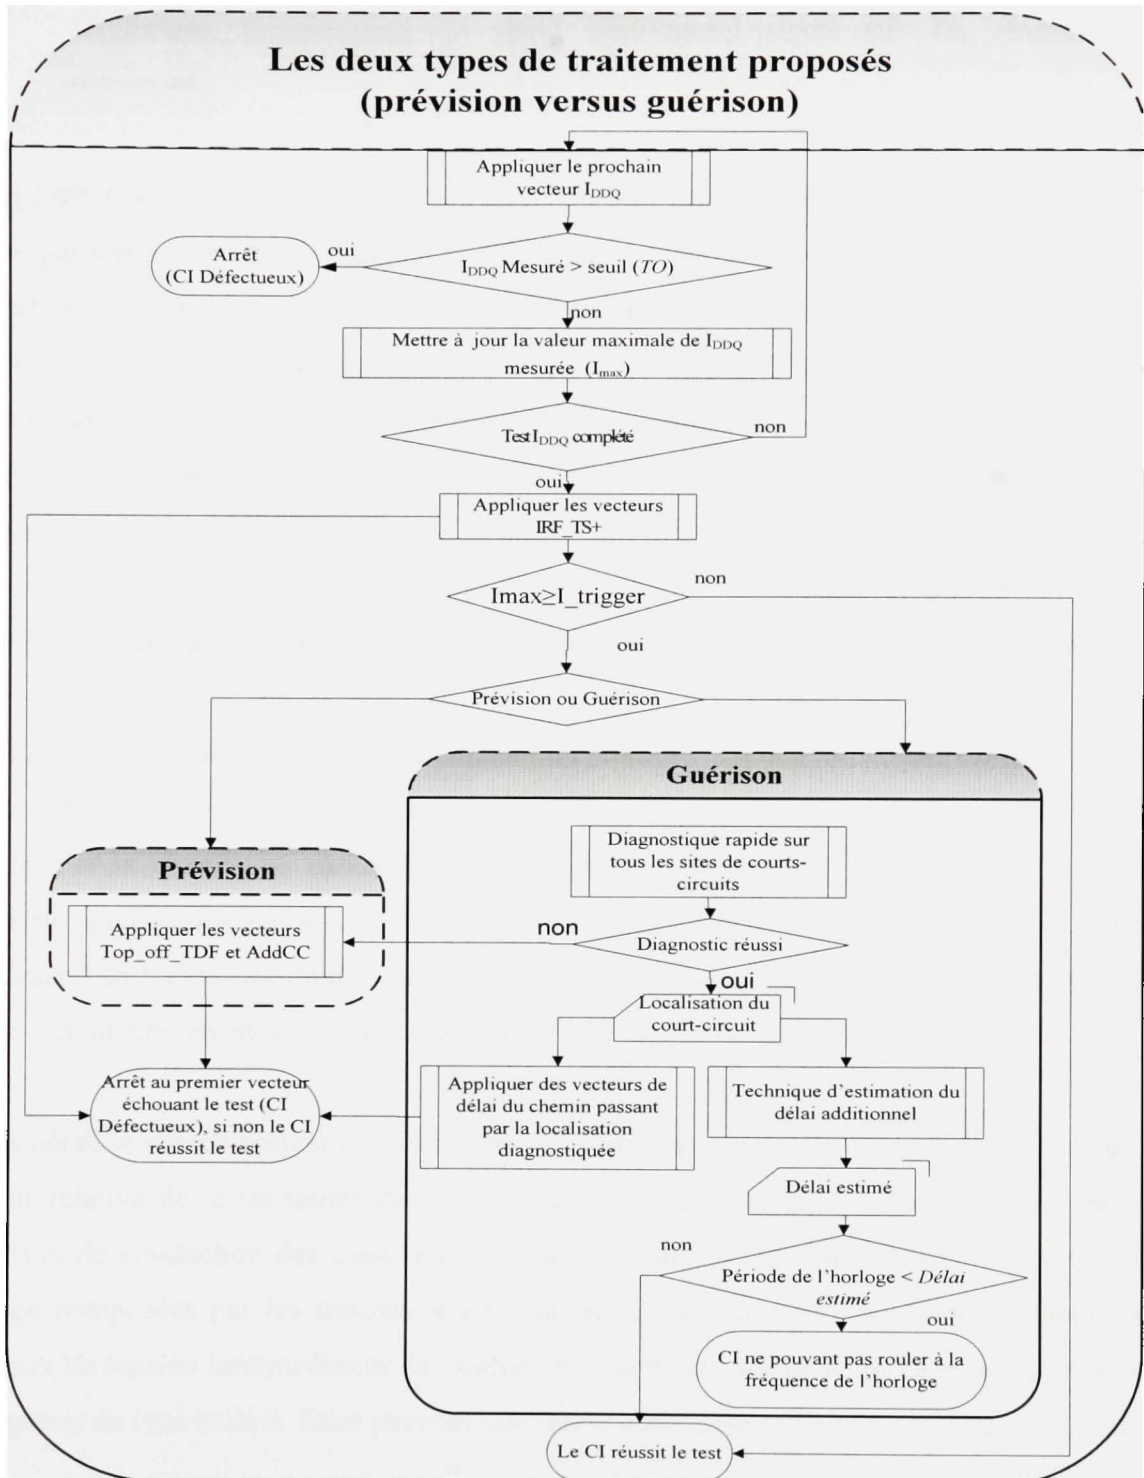 Les deux types de traitement proposés
(prévision versus guérison)
Appliquer le prochain
vecteur IDDQ
oui
Arrêt
(CI Défectueux)
IDDQ Mesuré > seuil (TO)
non
Mettre à jour la valeur maximale de IDDQ
mesurée (Imax)
Test IDDQ complété
non
oui
Appliquer les vecteurs
IRF_TS+
Imax≥I_trigger
non
oui
Prévision ou Guérison
Guérison
Diagnostique rapide sur
tous les sites de courts-
circuits
Prévision
Appliquer les vecteurs
Top_off_TDF et AddCC
non
Diagnostic réussi
oui
Localisation du
court-circuit
Arrêt au premier vecteur
échouant le test (CI
Défectueux), si non le CI
réussit le test
Appliquer des vecteurs de
délai du chemin passant
par la localisation
diagnostiquée
Technique d'estimation du
délai additionnel
Délai estimé
non
Période de l'horloge < Délai
estimé
oui
CI ne pouvant pas rouler à la
fréquence de l'horloge
Le CI réussit le test